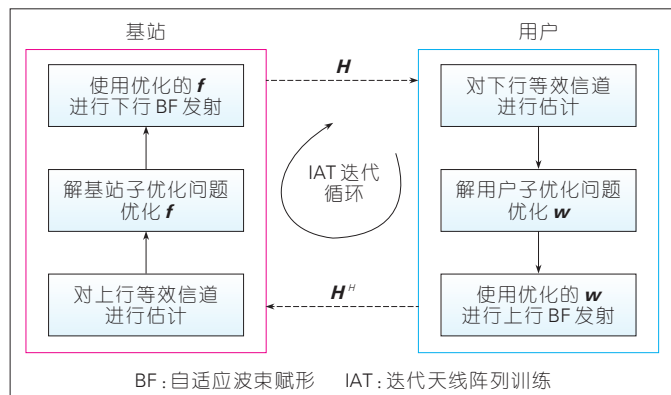 基站
用户
使用优化的 f
进行下行 BF 发射
解基站子优化问题
优化 f
对上行等效信道
进行估计
H
IAT 迭代
循环
H^H
对下行等效信道
进行估计
解用户子优化问题
优化 w
使用优化的 w
进行上行 BF 发射
BF：自适应波束赋形 IAT：迭代天线阵列训练